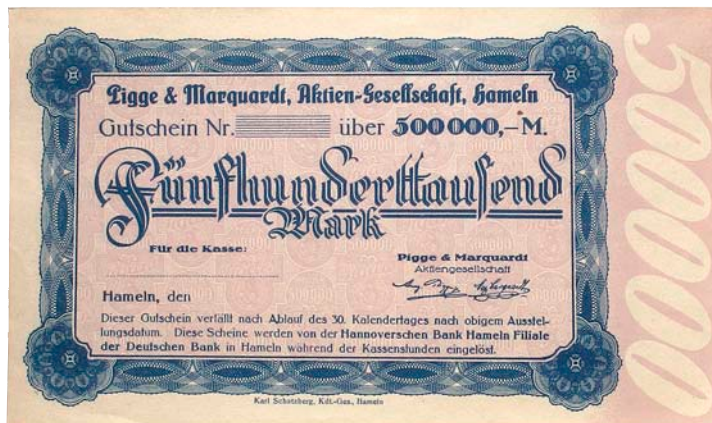 Pigge & Marquardt, Aktien-Gesellschaft, Hameln
Gutschein Nr. über 500000,–M.
Fünfhunderttausend
Mark
Für die Kasse:
Pigge & Marquardt
Aktiengesellschaft
Hameln, den
Dieser Gutschein verfällt nach Ablauf des 30. Kalendertages nach obigem Ausstel-
lungsdatum. Diese Scheine werden von der Hannoverschen Bank Hameln Filiale
der Deutschen Bank in Hameln während der Kassenstunden eingelöst.
Karl Schotzberg, Kdt.-Ges., Hameln
500000